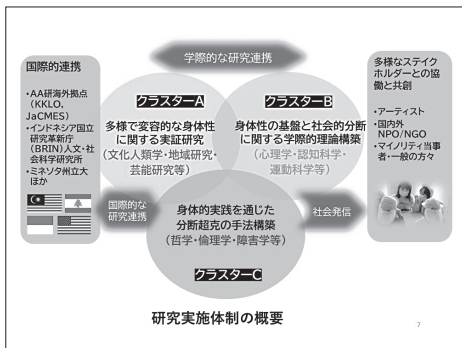 学際的な研究連携
国際的連携
・AA研海外拠点
(KKLO,
JaCMES)
・インドネシア国立
研究革新庁
(BRIN)人文・社
会科学研究所
・ミネソタ州立大
ほか
クラスターA
多様で変容的な身体性
に関する実証研究
(文化人類学・地域研究・
芸能研究等)
クラスターB
身体性の基盤と社会的分断
に関する学際的理論構築
(心理学・認知科学・
運動科学等)
多様なステイク
ホルダーとの協
働と共創
・アーティスト
・国内外
NPO/NGO
・マイノリティ当事
者・一般の方々
国際的な
研究連携
社会発信
身体的実践を通じた
分断超克の手法構築
(哲学・倫理学・障害学等)
クラスターC
研究実施体制の概要
7